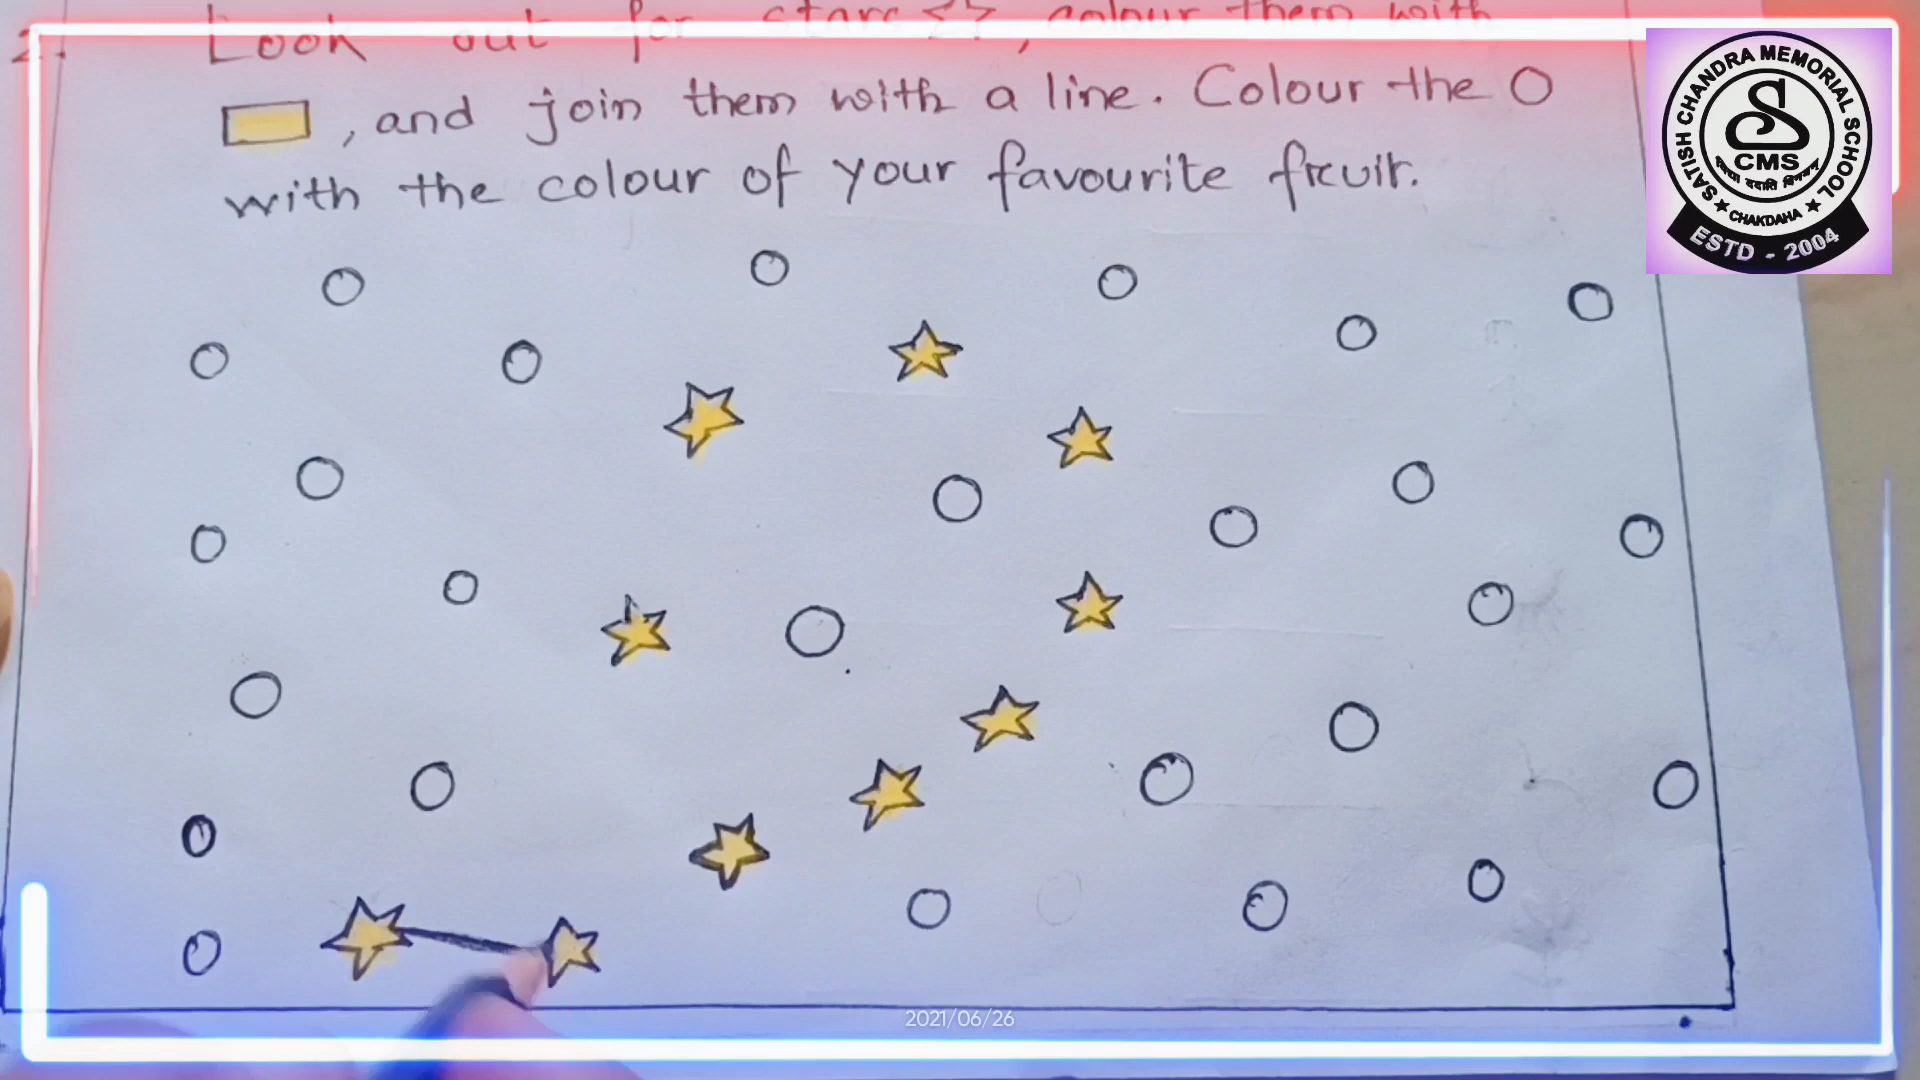 2. Look out for stars , colour them with
, and join them with a line. Colour the O
with the colour of your favourite fruit.
SATISH CHANDRA MEMORIAL SCHOOL
S
CMS
★ CHAKDAHA ★
ESTD - 2004
2021/06/26